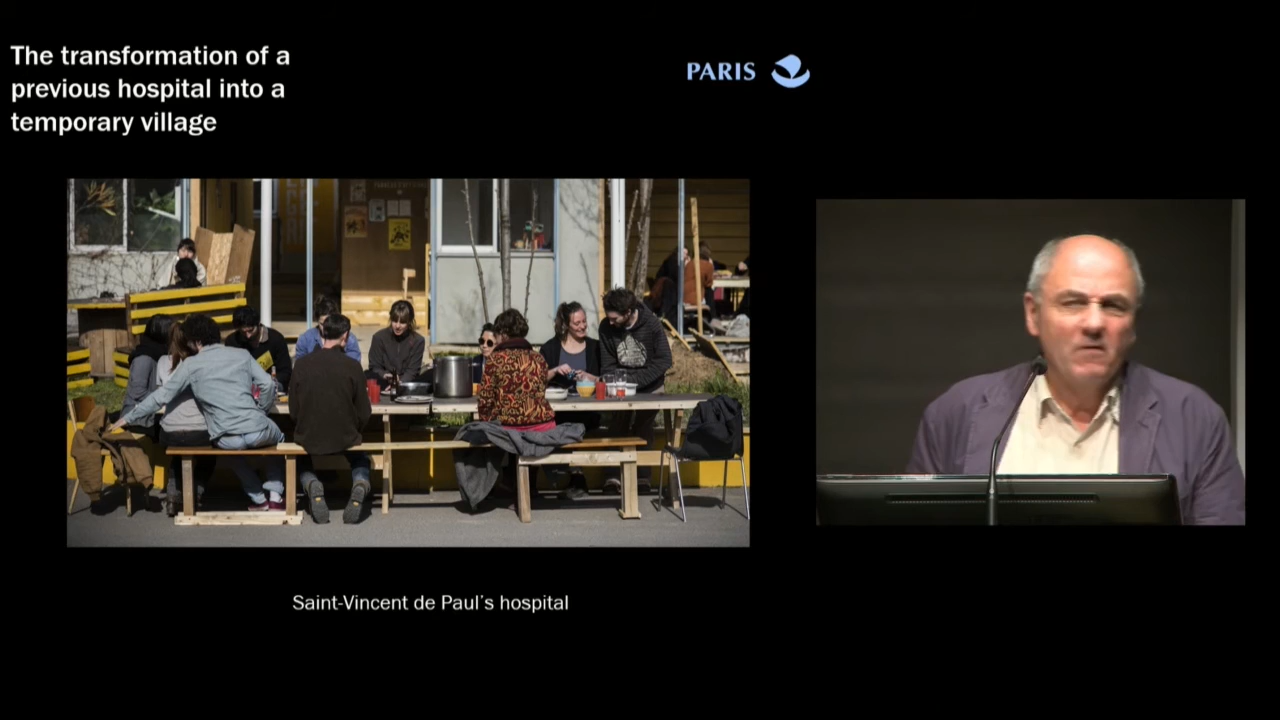 The transformation of a
previous hospital into a
temporary village
PARIS
Saint-Vincent de Paul's hospital